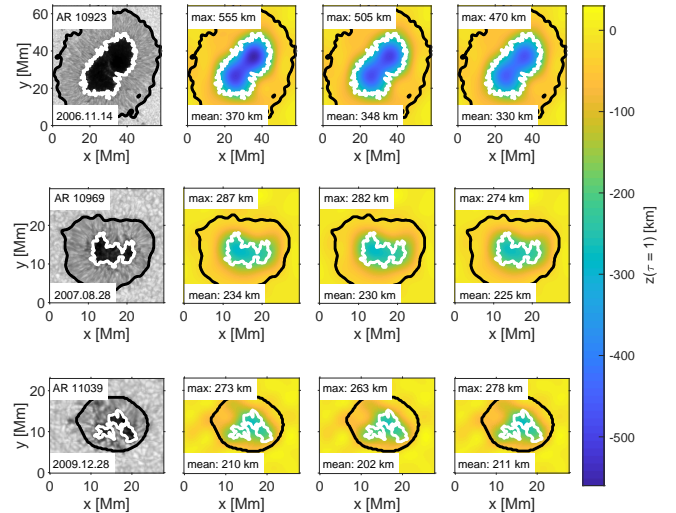 AR 10923 max: 555 km max: 505 km max: 470 km
60
40
20
0
y [Mm]
2006.11.14 mean: 370 km mean: 348 km mean: 330 km
0 20 40 0 20 40 0 20 40 0 20 40
x [Mm] x [Mm] x [Mm] x [Mm]
AR 10969 max: 287 km max: 282 km max: 274 km
20
10
0
y [Mm]
2007.08.28 mean: 234 km mean: 230 km mean: 225 km
0 10 20 0 10 20 0 10 20 0 10 20
x [Mm] x [Mm] x [Mm] x [Mm]
AR 11039 max: 273 km max: 263 km max: 278 km
20
10
0
y [Mm]
2009.12.28 mean: 210 km mean: 202 km mean: 211 km
0 10 20 0 10 20 0 10 20 0 10 20
x [Mm] x [Mm] x [Mm] x [Mm]
0
-100
-200
-300
-400
-500
z(τ = 1) [km]